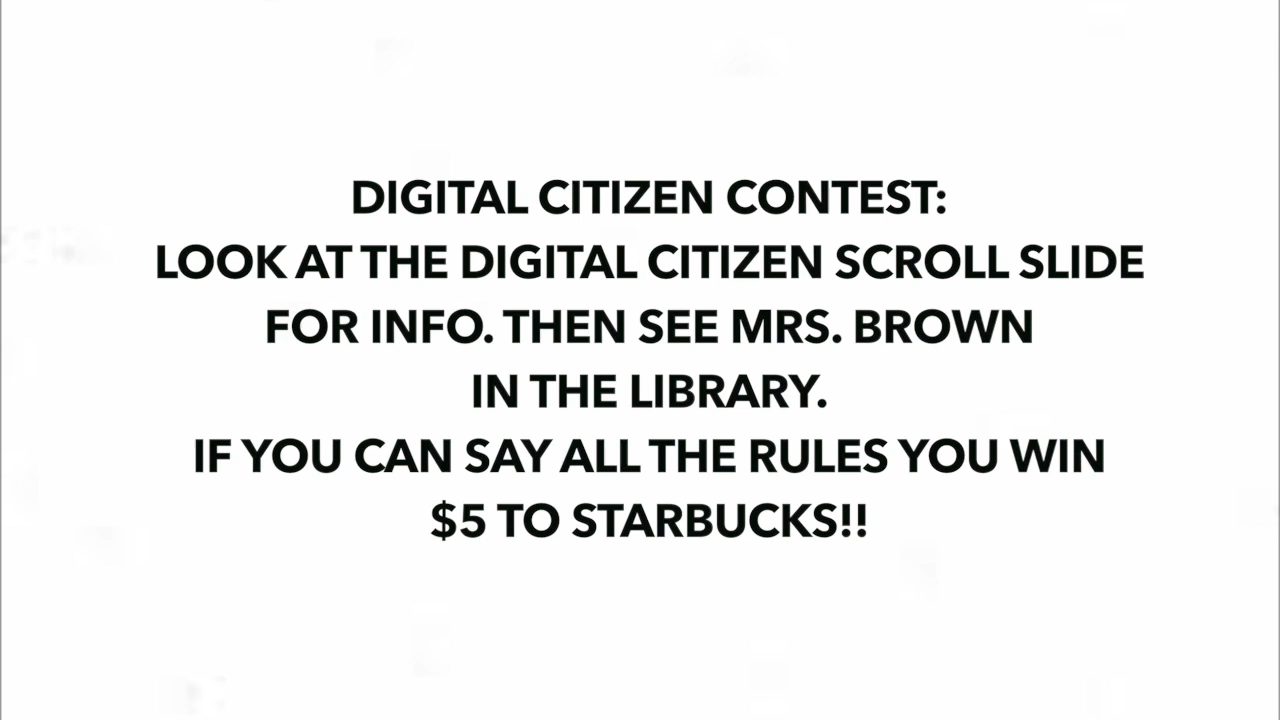 DIGITAL CITIZEN CONTEST:
LOOK AT THE DIGITAL CITIZEN SCROLL SLIDE
FOR INFO. THEN SEE MRS. BROWN
IN THE LIBRARY.
IF YOU CAN SAY ALL THE RULES YOU WIN
$5 TO STARBUCKS!!